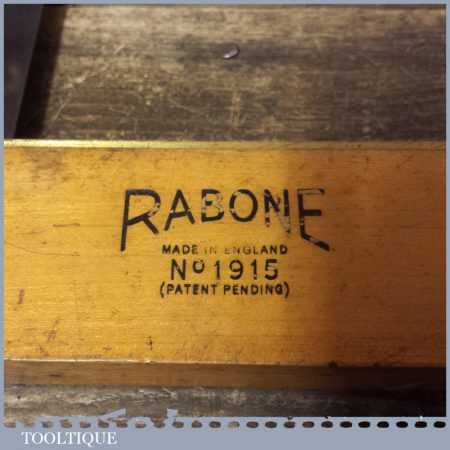 RABONE
MADE IN ENGLAND
Nº 1915
(PATENT PENDING)
TOOLTIQUE